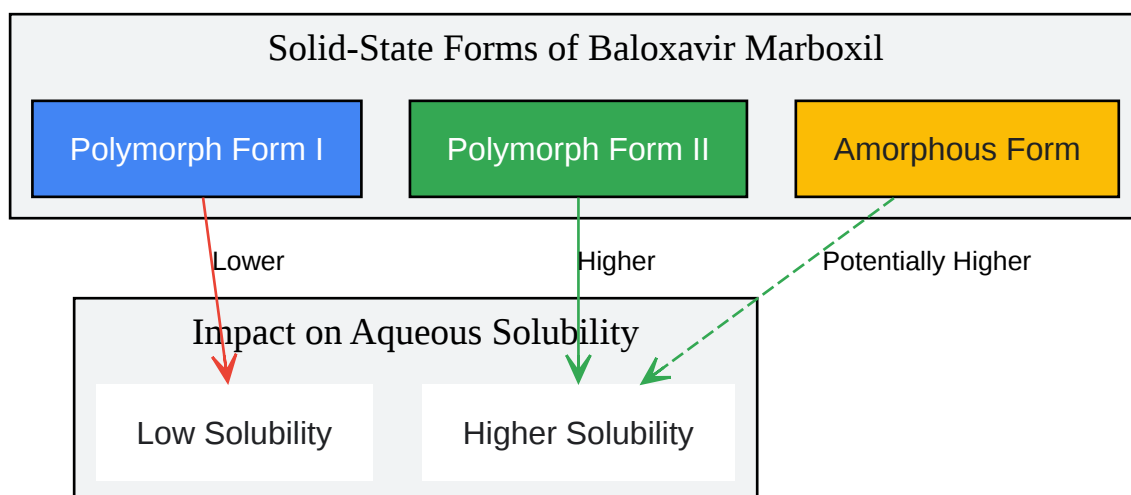 Solid-State Forms of Baloxavir Marboxil
Polymorph Form I
Polymorph Form II
Amorphous Form
Lower
Higher
Potentially Higher
Impact on Aqueous Solubility
Low Solubility
Higher Solubility